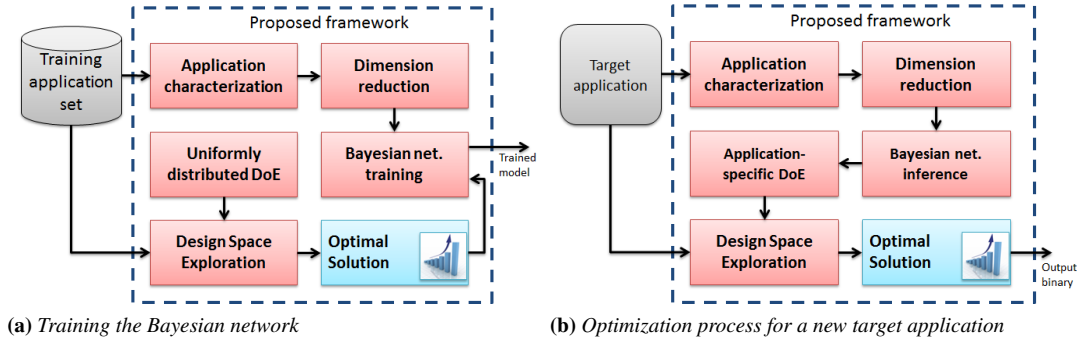 Proposed framework
Training
application
set
Application
characterization
Dimension
reduction
Uniformly
distributed DoE
Bayesian net.
training
Trained
model
Design Space
Exploration
Optimal
Solution
(a) Training the Bayesian network
Proposed framework
Target
application
Application
characterization
Dimension
reduction
Application-
specific DoE
Bayesian net.
inference
Design Space
Exploration
Optimal
Solution
Output
binary
(b) Optimization process for a new target application